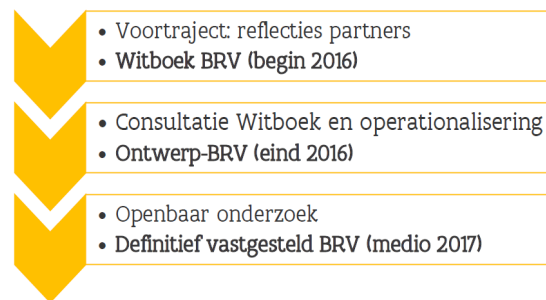 • Voortraject: reflecties partners
• Witboek BRV (begin 2016)
• Consultatie Witboek en operationalisering
• Ontwerp-BRV (eind 2016)
• Openbaar onderzoek
• Definitief vastgesteld BRV (medio 2017)